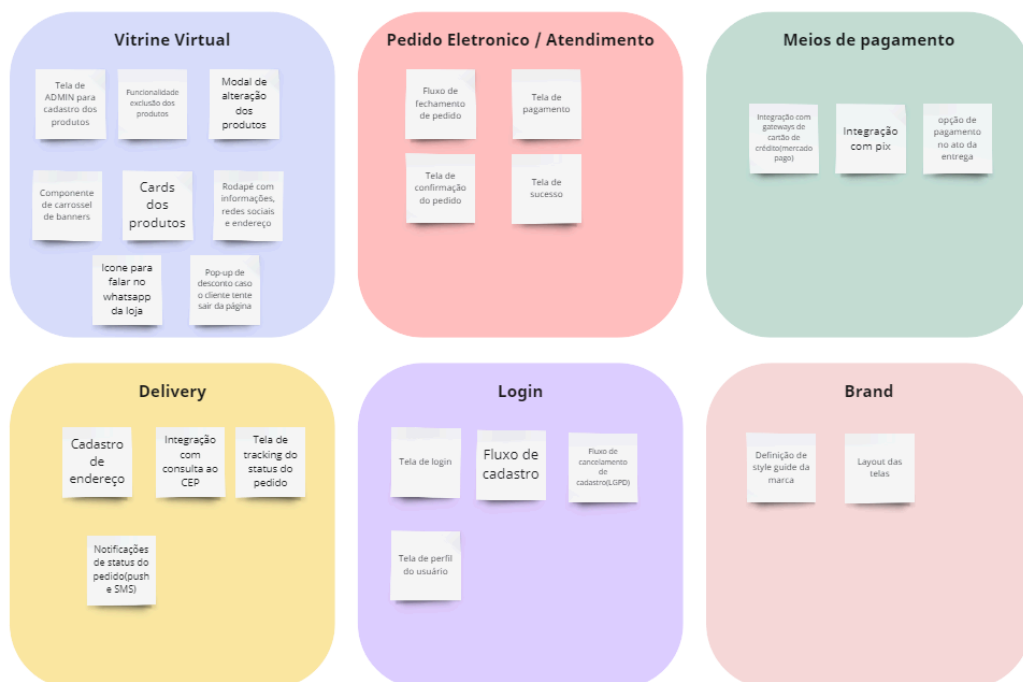 Vitrine Virtual
Tela de
ADMIN para
cadastro dos
produtos
Funcionalidade
exclusão dos
produtos
Modal de
alteração
dos
produtos
Componente
de carrossel
de banners
Cards
dos
produtos
Rodapé com
informações,
redes sociais
e endereço
Icone para
falar no
whatsapp
da loja
Pop-up de
desconto caso
o cliente tente
sair da página
Pedido Eletronico / Atendimento
Fluxo de
fechamento
de pedido
Tela de
pagamento
Tela de
confirmação
do pedido
Tela de
sucesso
Meios de pagamento
Integração com
gateways de
cartão de
crédito(mercado
pago)
Integração
com pix
opção de
pagamento
no ato da
entrega
Delivery
Cadastro
de
endereço
Integração
com
consulta ao
CEP
Tela de
tracking do
status do
pedido
Notificações
de status do
pedido(push
e SMS)
Login
Tela de login
Fluxo de
cadastro
Fluxo de
cancelamento
de
cadastro(LGPD)
Tela de perfil
do usuário
Brand
Definição de
style guide da
marca
Layout das
telas